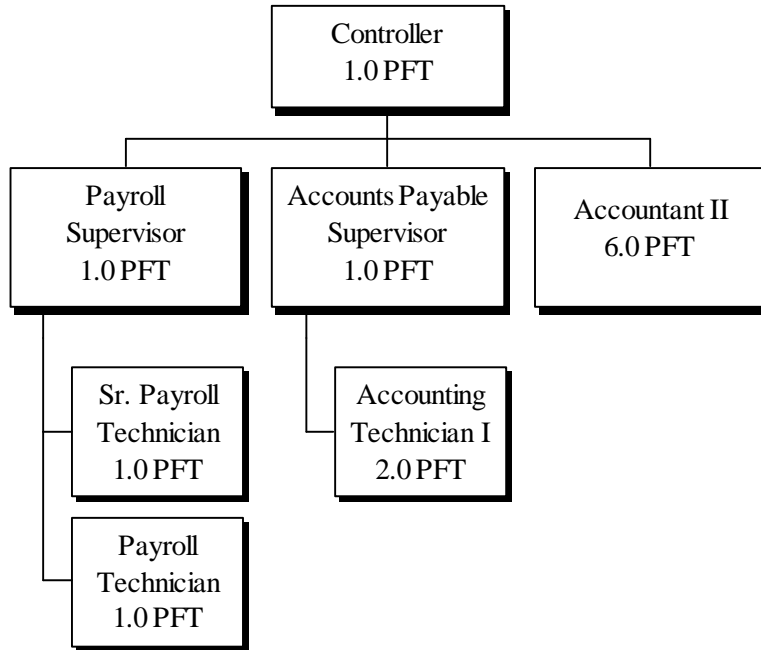 Controller
1.0 PFT
Payroll
Supervisor
1.0 PFT
Accounts Payable
Supervisor
1.0 PFT
Accountant II
6.0 PFT
Sr. Payroll
Technician
1.0 PFT
Payroll
Technician
1.0 PFT
Accounting
Technician I
2.0 PFT